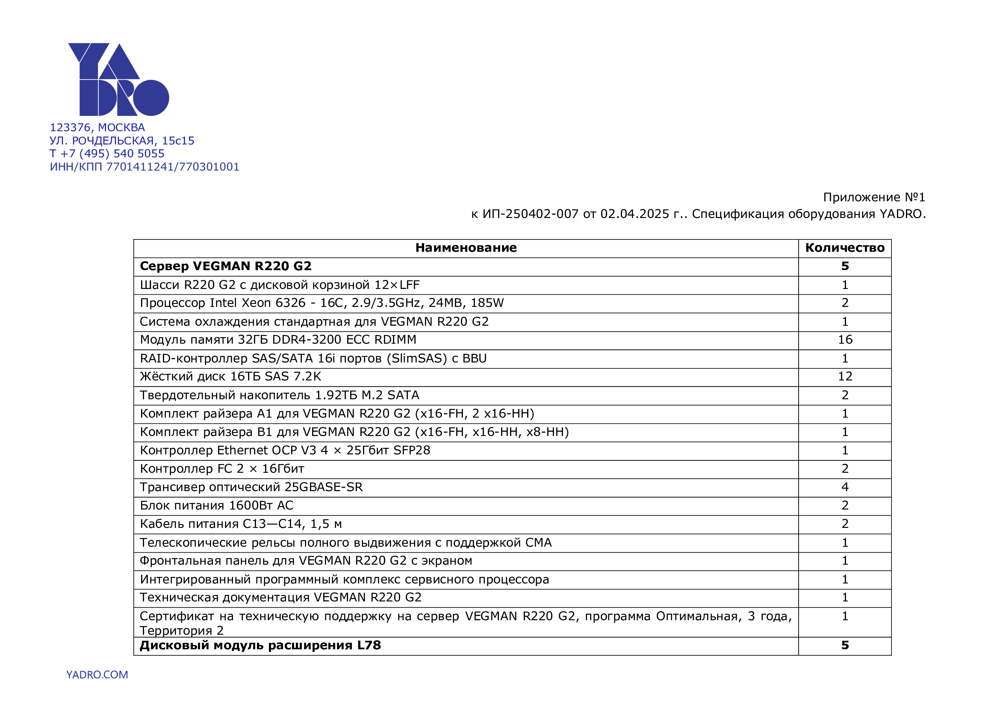 YADRO
123376, МОСКВА
УЛ. РОЧДЕЛЬСКАЯ, 15с15
Т +7 (495) 540 5055
ИНН/КПП 7701411241/770301001
Приложение №1
к ИП-250402-007 от 02.04.2025 г.. Спецификация оборудования YADRO.
Наименование Количество
Сервер VEGMAN R220 G2 5
Шасси R220 G2 с дисковой корзиной 12×LFF 1
Процессор Intel Xeon 6326 - 16C, 2.9/3.5GHz, 24MB, 185W 2
Система охлаждения стандартная для VEGMAN R220 G2 1
Модуль памяти 32ГБ DDR4-3200 ECC RDIMM 16
RAID-контроллер SAS/SATA 16i портов (SlimSAS) с BBU 1
Жёсткий диск 16ТБ SAS 7.2K 12
Твердотельный накопитель 1.92ТБ M.2 SATA 2
Комплект райзера A1 для VEGMAN R220 G2 (x16-FH, 2 x16-HH) 1
Комплект райзера B1 для VEGMAN R220 G2 (x16-FH, x16-HH, x8-HH) 1
Контроллер Ethernet OCP V3 4 × 25Гбит SFP28 1
Контроллер FC 2 × 16Гбит 2
Трансивер оптический 25GBASE-SR 4
Блок питания 1600Вт AC 2
Кабель питания C13—C14, 1,5 м 2
Телескопические рельсы полного выдвижения с поддержкой CMA 1
Фронтальная панель для VEGMAN R220 G2 с экраном 1
Интегрированный программный комплекс сервисного процессора 1
Техническая документация VEGMAN R220 G2 1
Сертификат на техническую поддержку на сервер VEGMAN R220 G2, программа Оптимальная, 3 года, 1
Территория 2
Дисковый модуль расширения L78 5
YADRO.COM